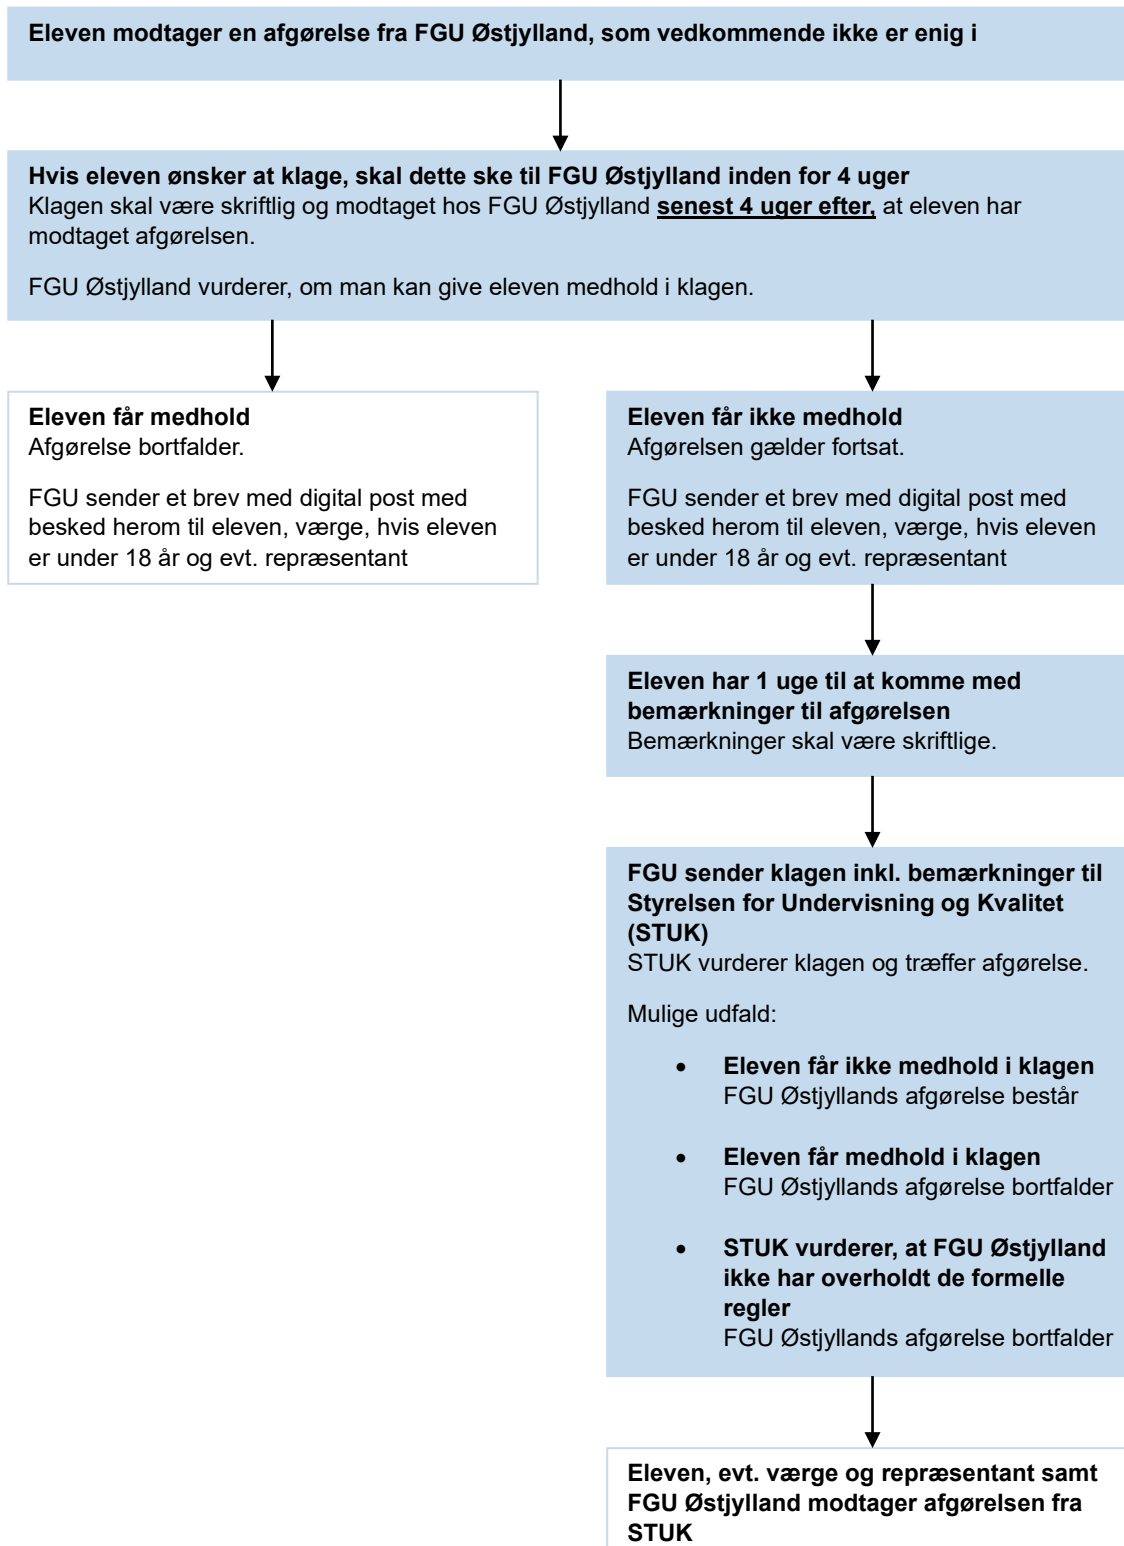 Eleven modtager en afgørelse fra FGU Østjylland, som vedkommende ikke er enig i
Hvis eleven ønsker at klage, skal dette ske til FGU Østjylland inden for 4 uger
Klagen skal være skriftlig og modtaget hos FGU Østjylland senest 4 uger efter, at eleven har
modtaget afgørelsen.
FGU Østjylland vurderer, om man kan give eleven medhold i klagen.
Eleven får medhold
Afgørelse bortfalder.
FGU sender et brev med digital post med
besked herom til eleven, værge, hvis eleven
er under 18 år og evt. repræsentant
Eleven får ikke medhold
Afgørelsen gælder fortsat.
FGU sender et brev med digital post med
besked herom til eleven, værge, hvis eleven
er under 18 år og evt. repræsentant
Eleven har 1 uge til at komme med
bemærkninger til afgørelsen
Bemærkninger skal være skriftlige.
FGU sender klagen inkl. bemærkninger til
Styrelsen for Undervisning og Kvalitet
(STUK)
STUK vurderer klagen og træffer afgørelse.
Mulige udfald:
• Eleven får ikke medhold i klagen
FGU Østjyllands afgørelse består
• Eleven får medhold i klagen
FGU Østjyllands afgørelse bortfalder
• STUK vurderer, at FGU Østjylland
ikke har overholdt de formelle
regler
FGU Østjyllands afgørelse bortfalder
Eleven, evt. værge og repræsentant samt
FGU Østjylland modtager afgørelsen fra
STUK